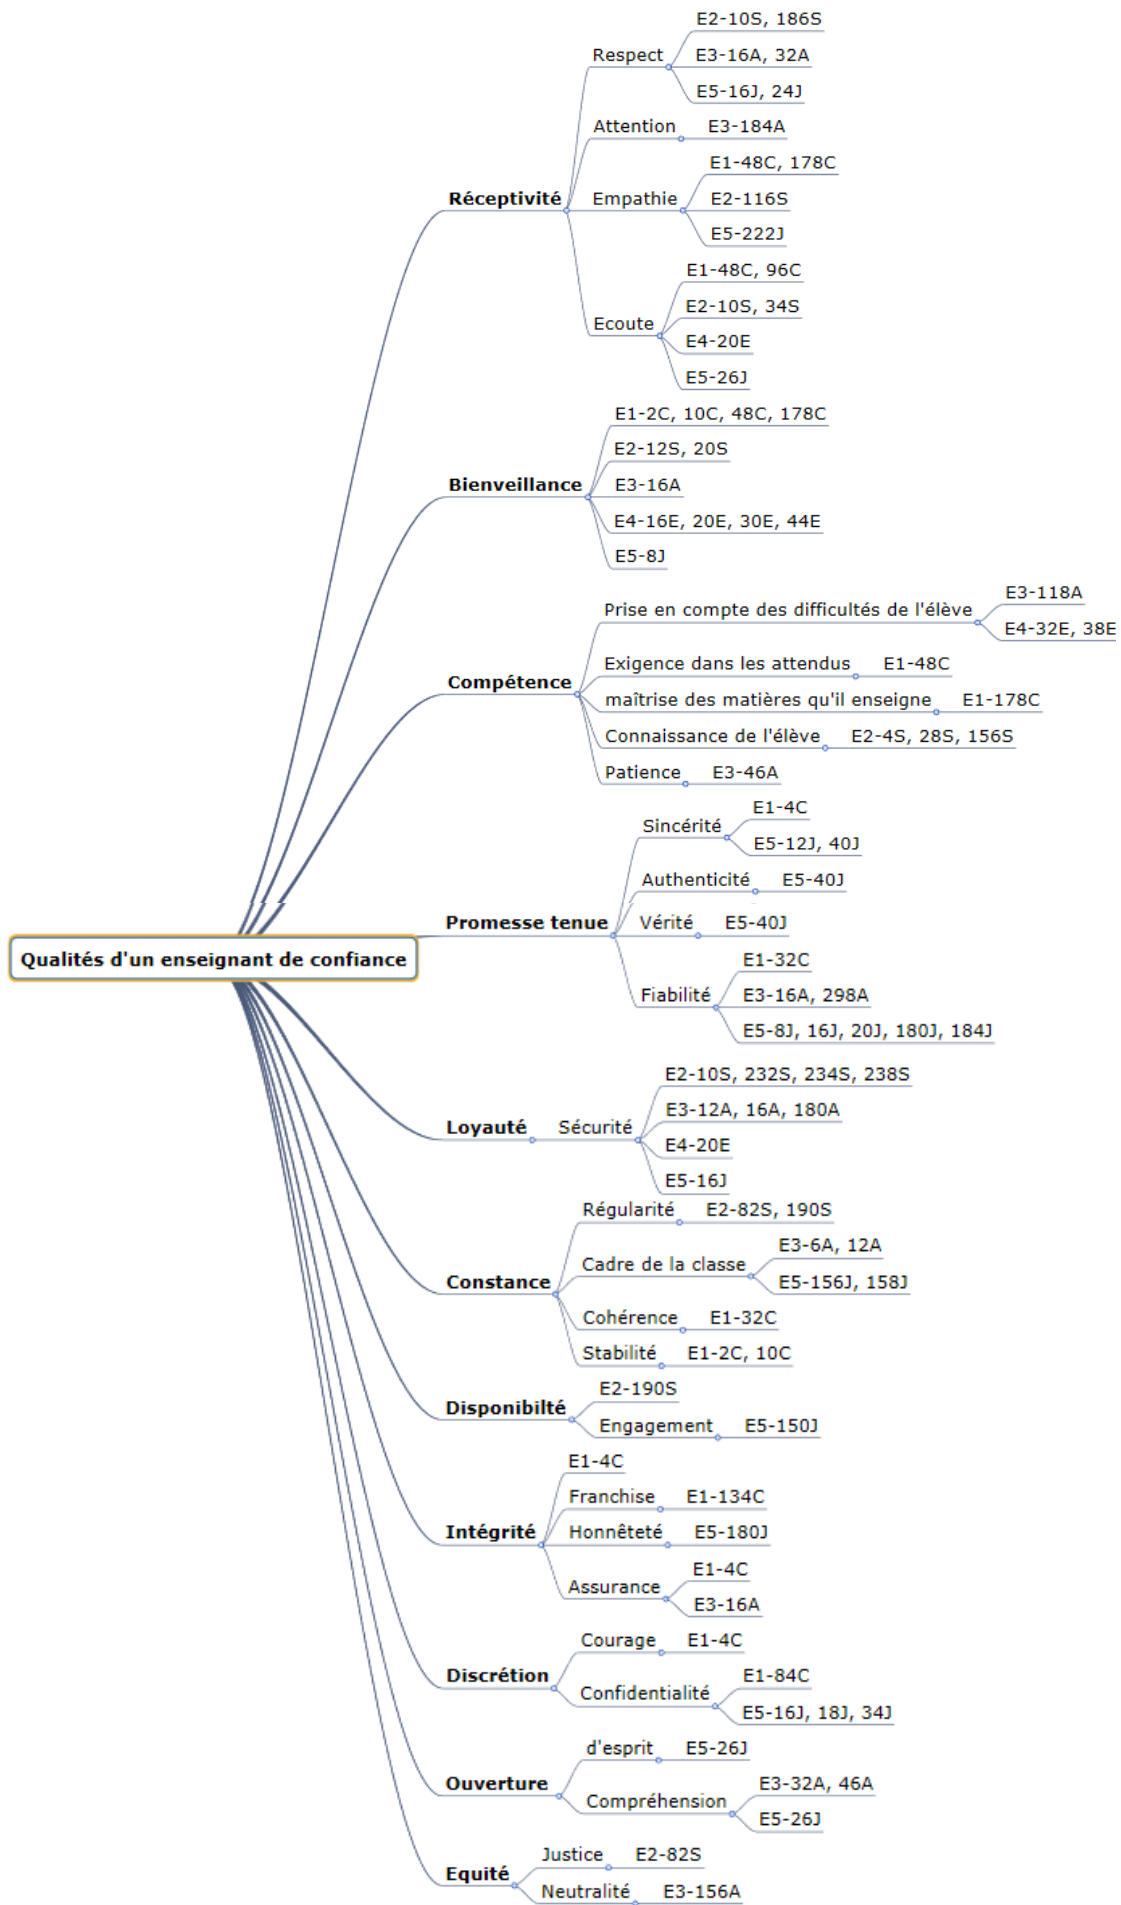 Qualités d'un enseignant de confiance
Réceptivité
Respect
E2-10S, 186S
E3-16A, 32A
E5-16J, 24J
Attention
E3-184A
Empathie
E1-48C, 178C
E2-116S
E5-222J
Ecoute
E1-48C, 96C
E2-10S, 34S
E4-20E
E5-26J
Bienveillance
E1-2C, 10C, 48C, 178C
E2-12S, 20S
E3-16A
E4-16E, 20E, 30E, 44E
E5-8J
Compétence
Prise en compte des difficultés de l'élève
E3-118A
E4-32E, 38E
Exigence dans les attendus
E1-48C
maîtrise des matières qu'il enseigne
E1-178C
Connaissance de l'élève
E2-4S, 28S, 156S
Patience
E3-46A
Promesse tenue
Sincérité
E1-4C
E5-12J, 40J
Authenticité
E5-40J
Vérité
E5-40J
Fiabilité
E1-32C
E3-16A, 298A
E5-8J, 16J, 20J, 180J, 184J
Loyauté
Sécurité
E2-10S, 232S, 234S, 238S
E3-12A, 16A, 180A
E4-20E
E5-16J
Constance
Régularité
E2-82S, 190S
Cadre de la classe
E3-6A, 12A
E5-156J, 158J
Cohérence
E1-32C
Stabilité
E1-2C, 10C
Disponibilté
E2-190S
Engagement
E5-150J
Intégrité
E1-4C
Franchise
E1-134C
Honnêteté
E5-180J
Assurance
E1-4C
E3-16A
Discrétion
Courage
E1-4C
Confidentialité
E1-84C
E5-16J, 18J, 34J
Ouverture
d'esprit
E5-26J
Compréhension
E3-32A, 46A
E5-26J
Equité
Justice
E2-82S
Neutralité
E3-156A